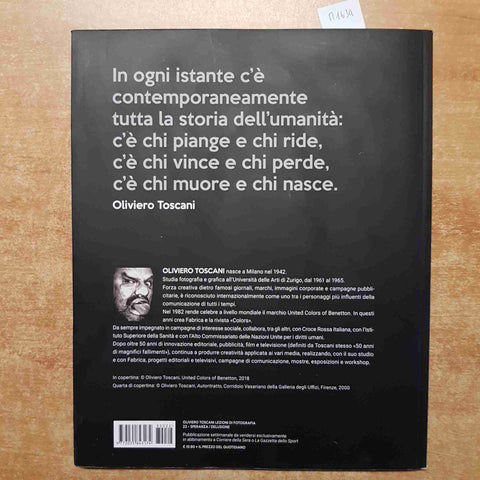 In ogni istante c'è
contemporaneamente
tutta la storia dell'umanità:
c'è chi piange e chi ride,
c'è chi vince e chi perde,
c'è chi muore e chi nasce.
Oliviero Toscani
OLIVIERO TOSCANI nasce a Milano nel 1942.
Studia fotografia e grafica all'Università delle Arti di Zurigo, dal 1961 al 1965.
Forza creativa dietro famosi giornali, marchi, immagini corporate e campagne pubbli-
citarie, è riconosciuto internazionalmente come uno tra i personaggi più influenti della
comunicazione di tutti i tempi.
Nel 1982 rende celebre a livello mondiale il marchio United Colors of Benetton. In questi
anni crea Fabrica e la rivista «Colors».
Da sempre impegnato in campagne di interesse sociale, collabora, tra gli altri, con Croce Rossa Italiana, con l'Isti-
tuto Superiore della Sanità e con l'Alto Commissariato delle Nazioni Unite per i diritti umani.
Dopo oltre 50 anni di innovazione editoriale, pubblicità, film e televisione (definiti da Toscani stesso «50 anni
di magnifici fallimenti»), continua a produrre creatività applicata ai vari media, realizzando, con il suo studio
e con Fabrica, progetti editoriali e televisivi, campagne di comunicazione, mostre, esposizioni e workshop.
In copertina: © Oliviero Toscani, United Colors of Benetton, 2018
Quarta di copertina: © Oliviero Toscani, Autoritratto, Corridoio Vasariano della Galleria degli Uffizi, Firenze, 2000
OLIVIERO TOSCANI LEZIONI DI FOTOGRAFIA
22 - SPERANZA / DELUSIONE
Pubblicazione settimanale da vendersi esclusivamente
in abbinamento a Corriere della Sera o La Gazzetta dello Sport
€ 10,90 + IL PREZZO DEL QUOTIDIANO